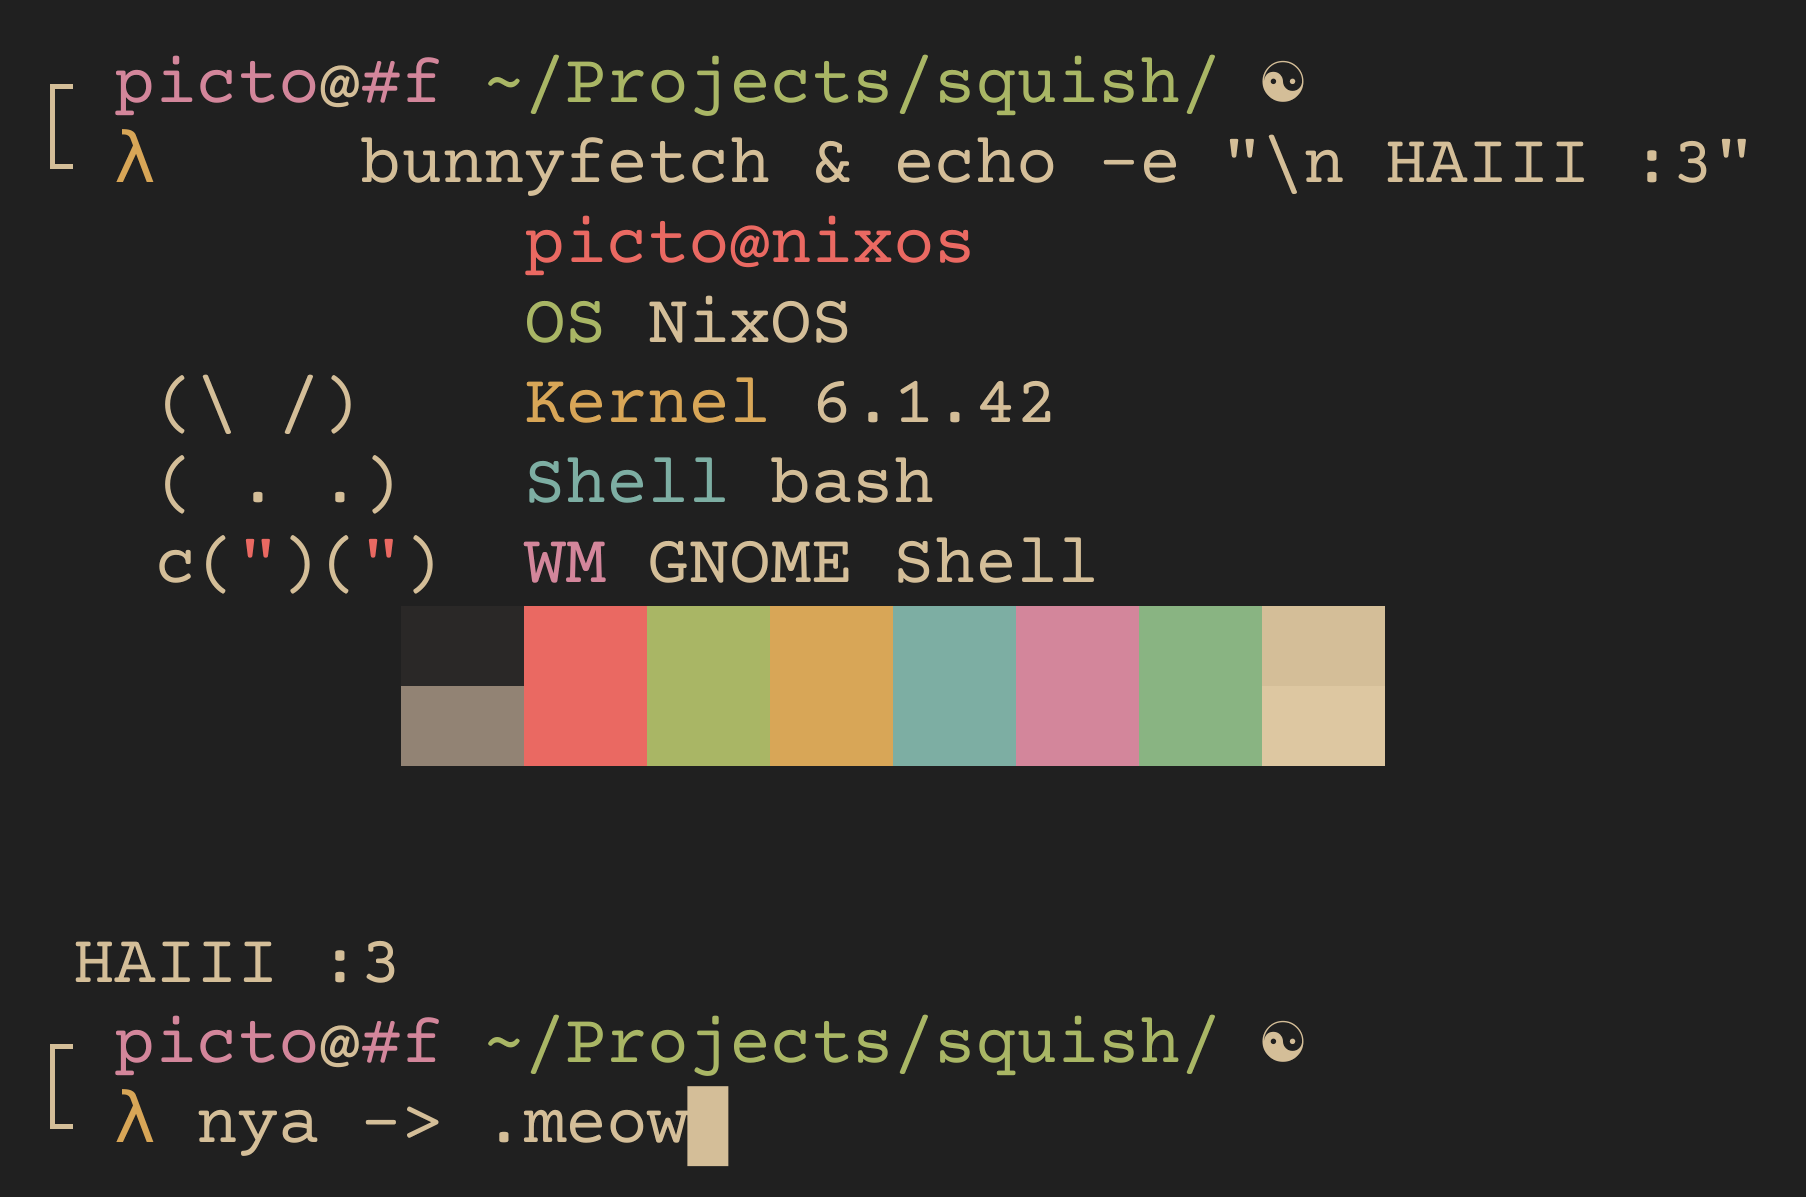 picto@#f ~/Projects/squish/ ☯
λ     bunnyfetch & echo -e "\n HAIII :3"
picto@nixos
OS NixOS
(\ /)    Kernel 6.1.42
( . .)   Shell bash
c(")(")  WM GNOME Shell
HAIII :3
picto@#f ~/Projects/squish/ ☯
λ nya -> .meow